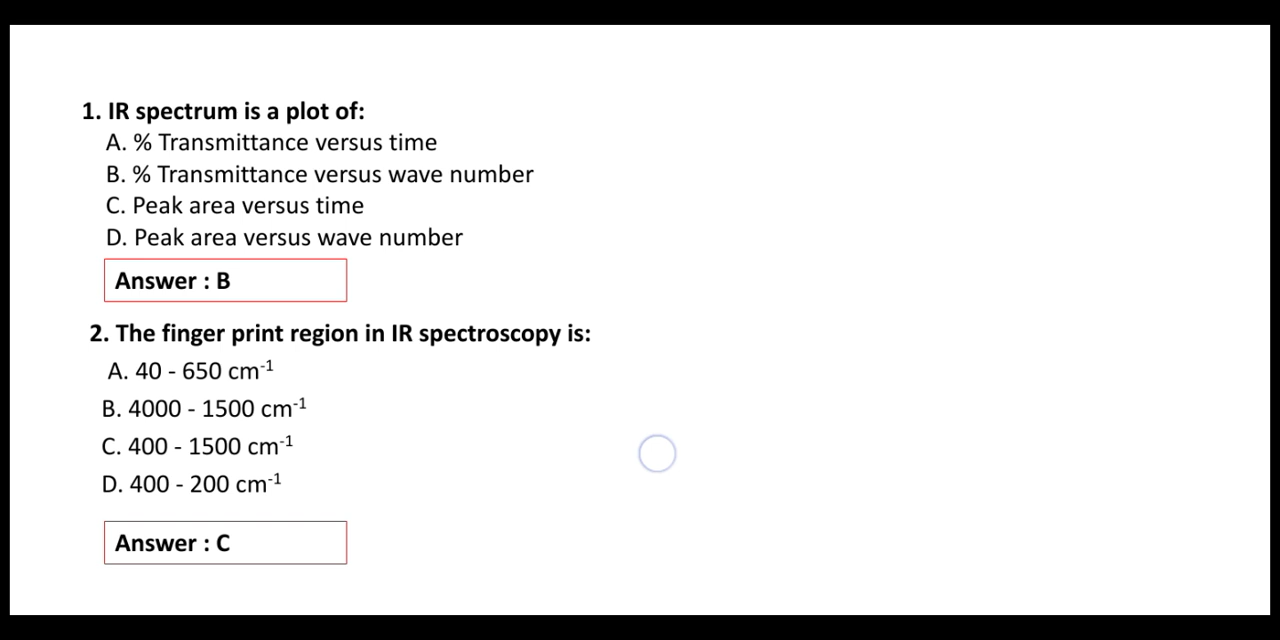 1. IR spectrum is a plot of:
A. % Transmittance versus time
B. % Transmittance versus wave number
C. Peak area versus time
D. Peak area versus wave number
Answer : B
2. The finger print region in IR spectroscopy is:
A. 40 - 650 cm⁻¹
B. 4000 - 1500 cm⁻¹
C. 400 - 1500 cm⁻¹
D. 400 - 200 cm⁻¹
Answer : C